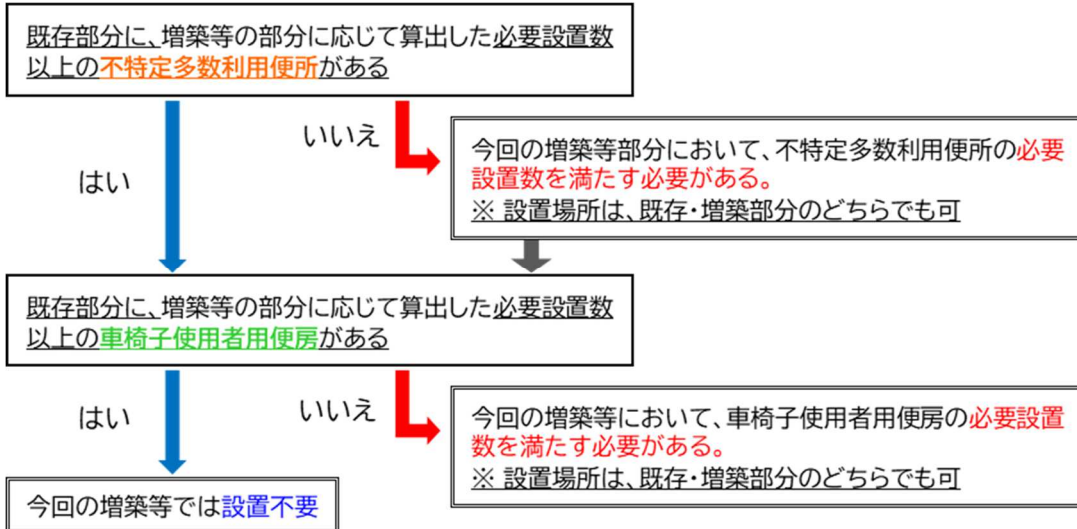 既存部分に、増築等の部分に応じて算出した必要設置数
以上の不特定多数利用便所がある
いいえ
はい
今回の増築等部分において、不特定多数利用便所の必要
設置数を満たす必要がある。
※ 設置場所は、既存・増築部分のどちらでも可
既存部分に、増築等の部分に応じて算出した必要設置数
以上の車椅子使用者用便房がある
はい
いいえ
今回の増築等において、車椅子使用者用便房の必要設置
数を満たす必要がある。
※ 設置場所は、既存・増築部分のどちらでも可
今回の増築等では設置不要